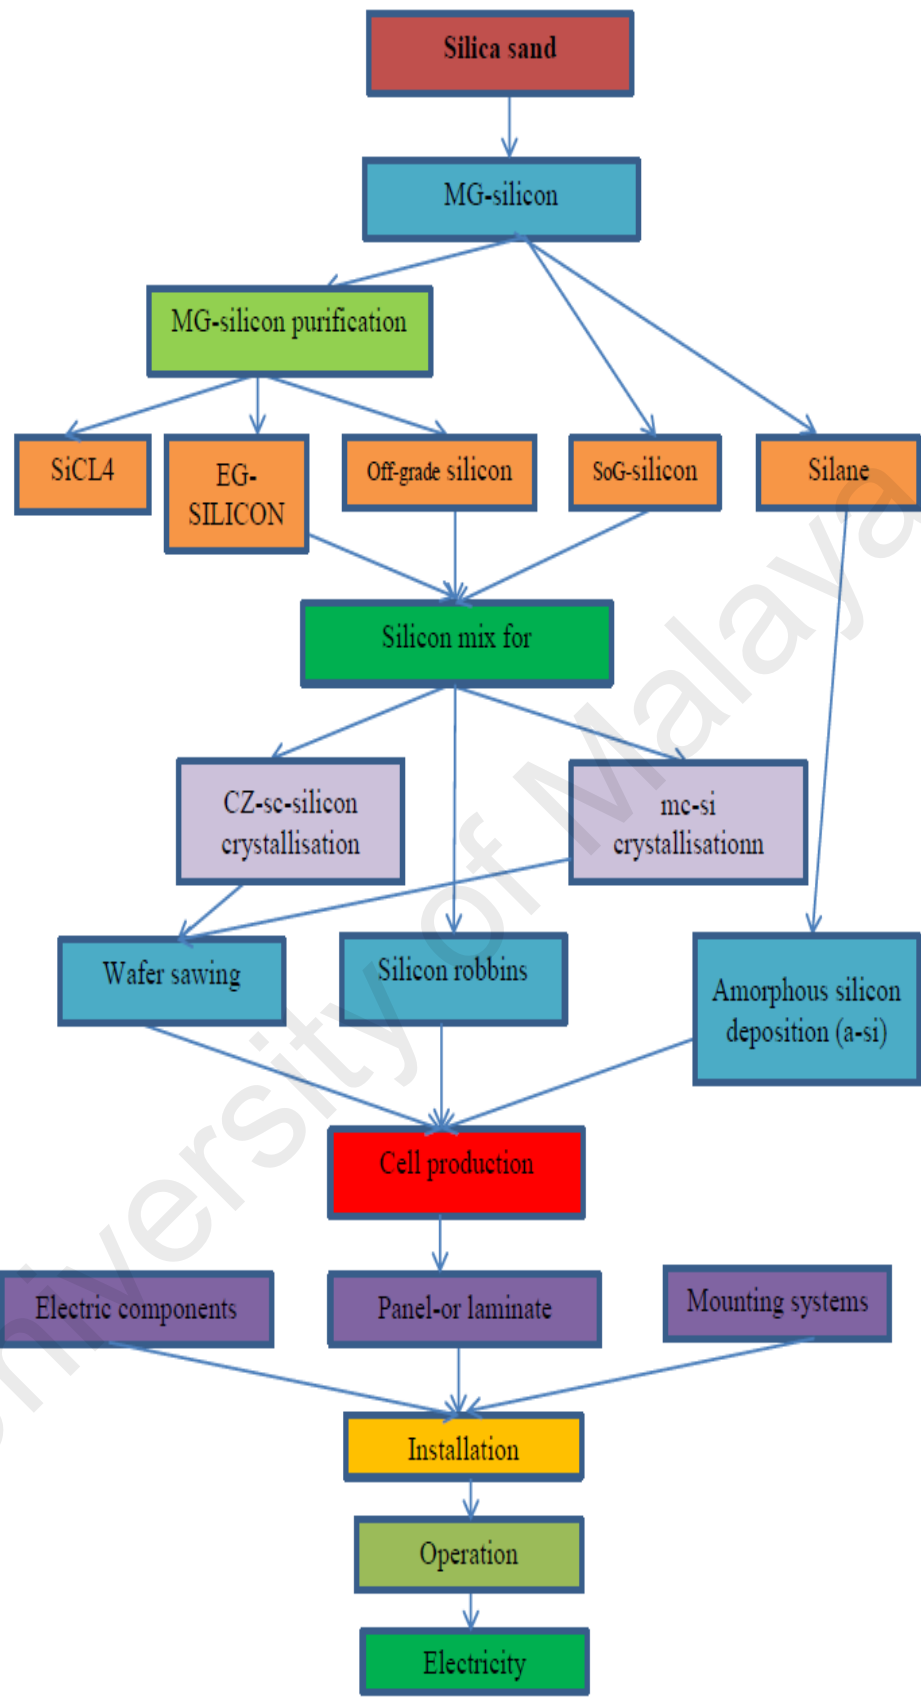 Silica sand
MG-silicon
MG-silicon purification
SiCL4
EG-
SILICON
Off-grade silicon
SoG-silicon
Silane
Silicon mix for
CZ-sc-silicon
crystallisation
mc-si
crystallisationn
Wafer sawing
Silicon robbins
Amorphous silicon
deposition (a-si)
Cell production
Electric components
Panel-or laminate
Mounting systems
Installation
Operation
Electricity
University of Malaya